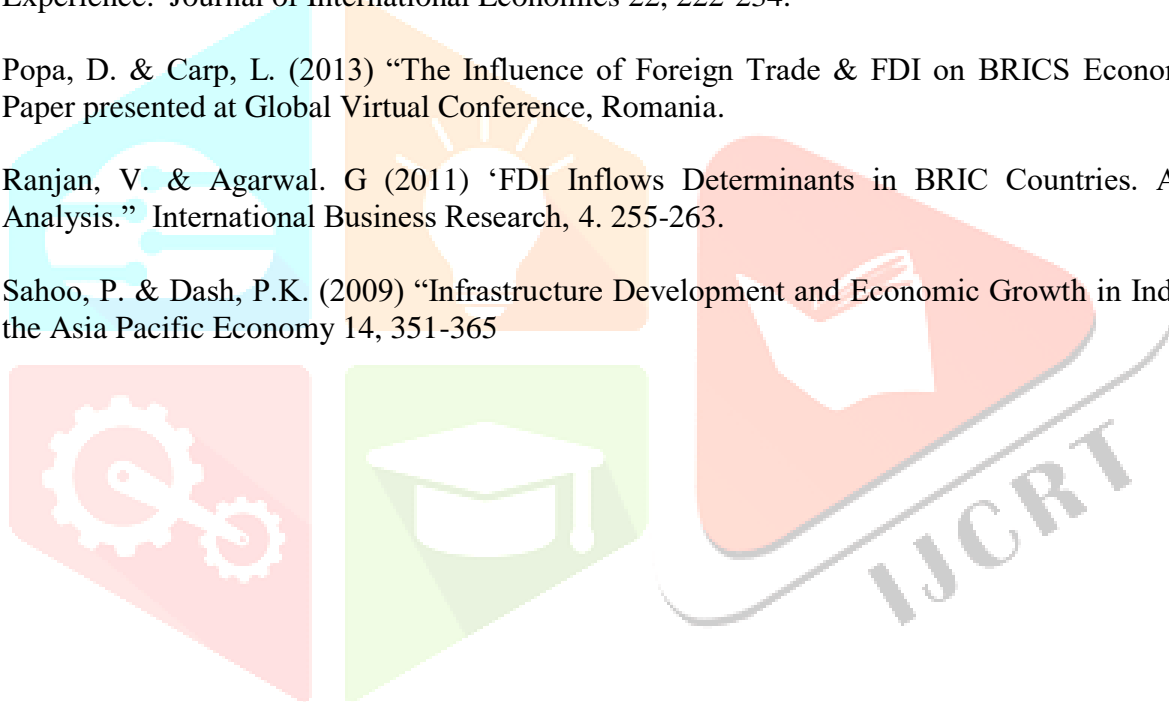 Experience. Journal of International Economics 22, 222-234.
Popa, D. & Carp, L. (2013) “The Influence of Foreign Trade & FDI on BRICS Econo
Paper presented at Global Virtual Conference, Romania.
Ranjan, V. & Agarwal. G (2011) ‘FDI Inflows Determinants in BRIC Countries. A
Analysis.” International Business Research, 4. 255-263.
Sahoo, P. & Dash, P.K. (2009) “Infrastructure Development and Economic Growth in Ind
the Asia Pacific Economy 14, 351-365
IJCRT